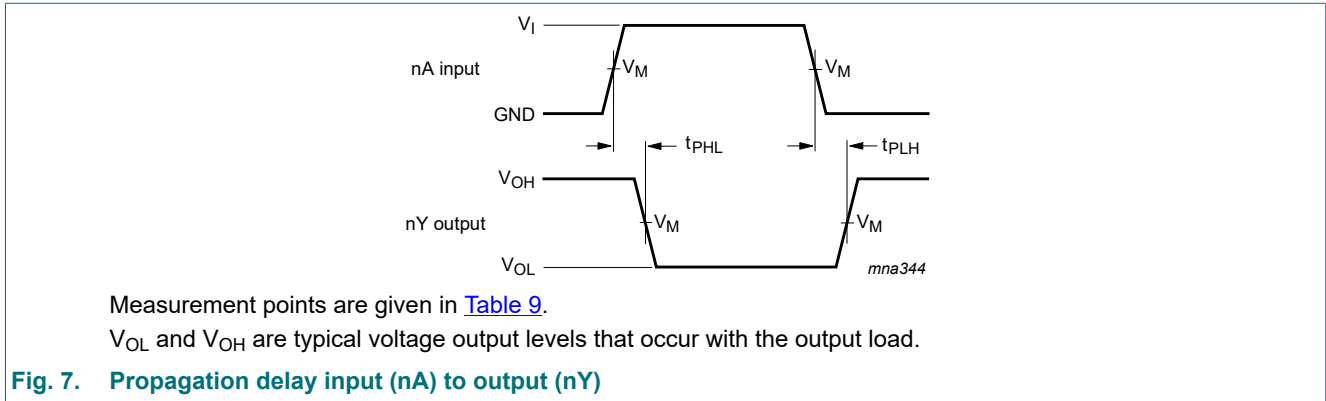 V_I
nA input V_M V_M
GND
t_PHL t_PLH
V_OH
nY output V_M V_M
V_OL
mna344
Measurement points are given in Table 9.
V_OL and V_OH are typical voltage output levels that occur with the output load.
Fig. 7. Propagation delay input (nA) to output (nY)